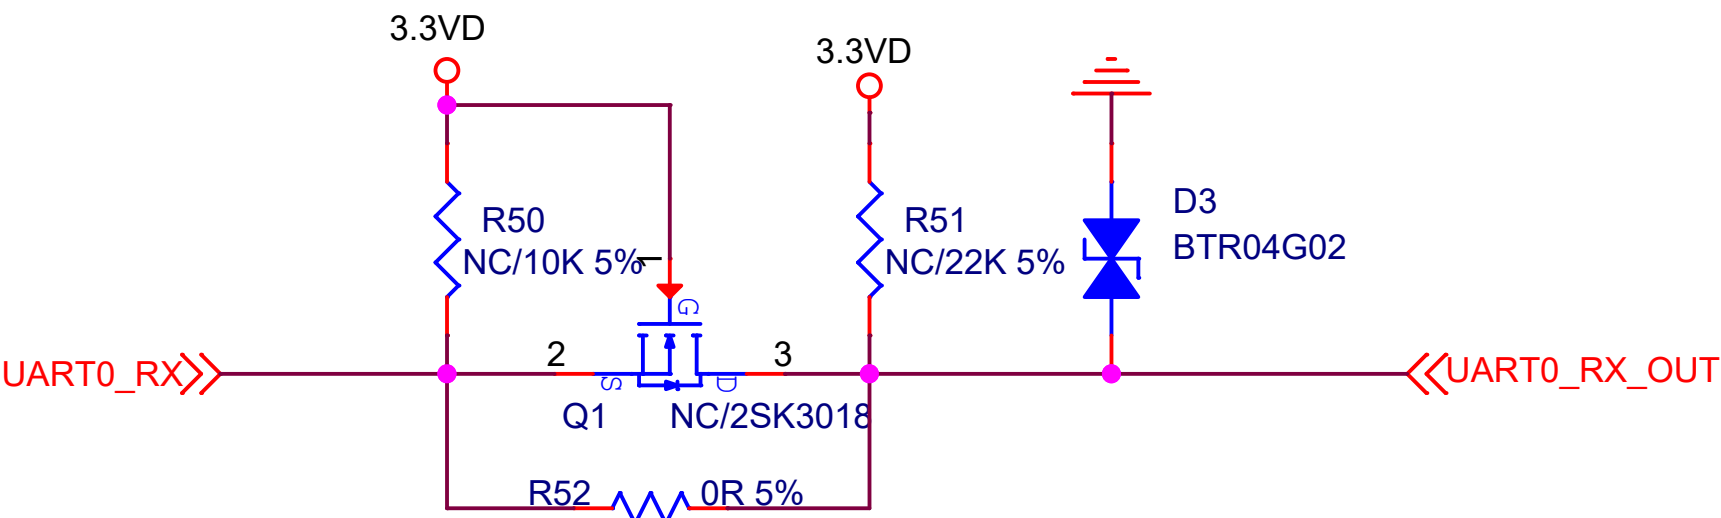 3.3VD
3.3VD
R50
NC/10K 5%
1
R51
NC/22K 5%
D3
BTR04G02
G
UART0_RX
2
3
S
D
UART0_RX_OUT
Q1
NC/2SK3018
R52
0R 5%